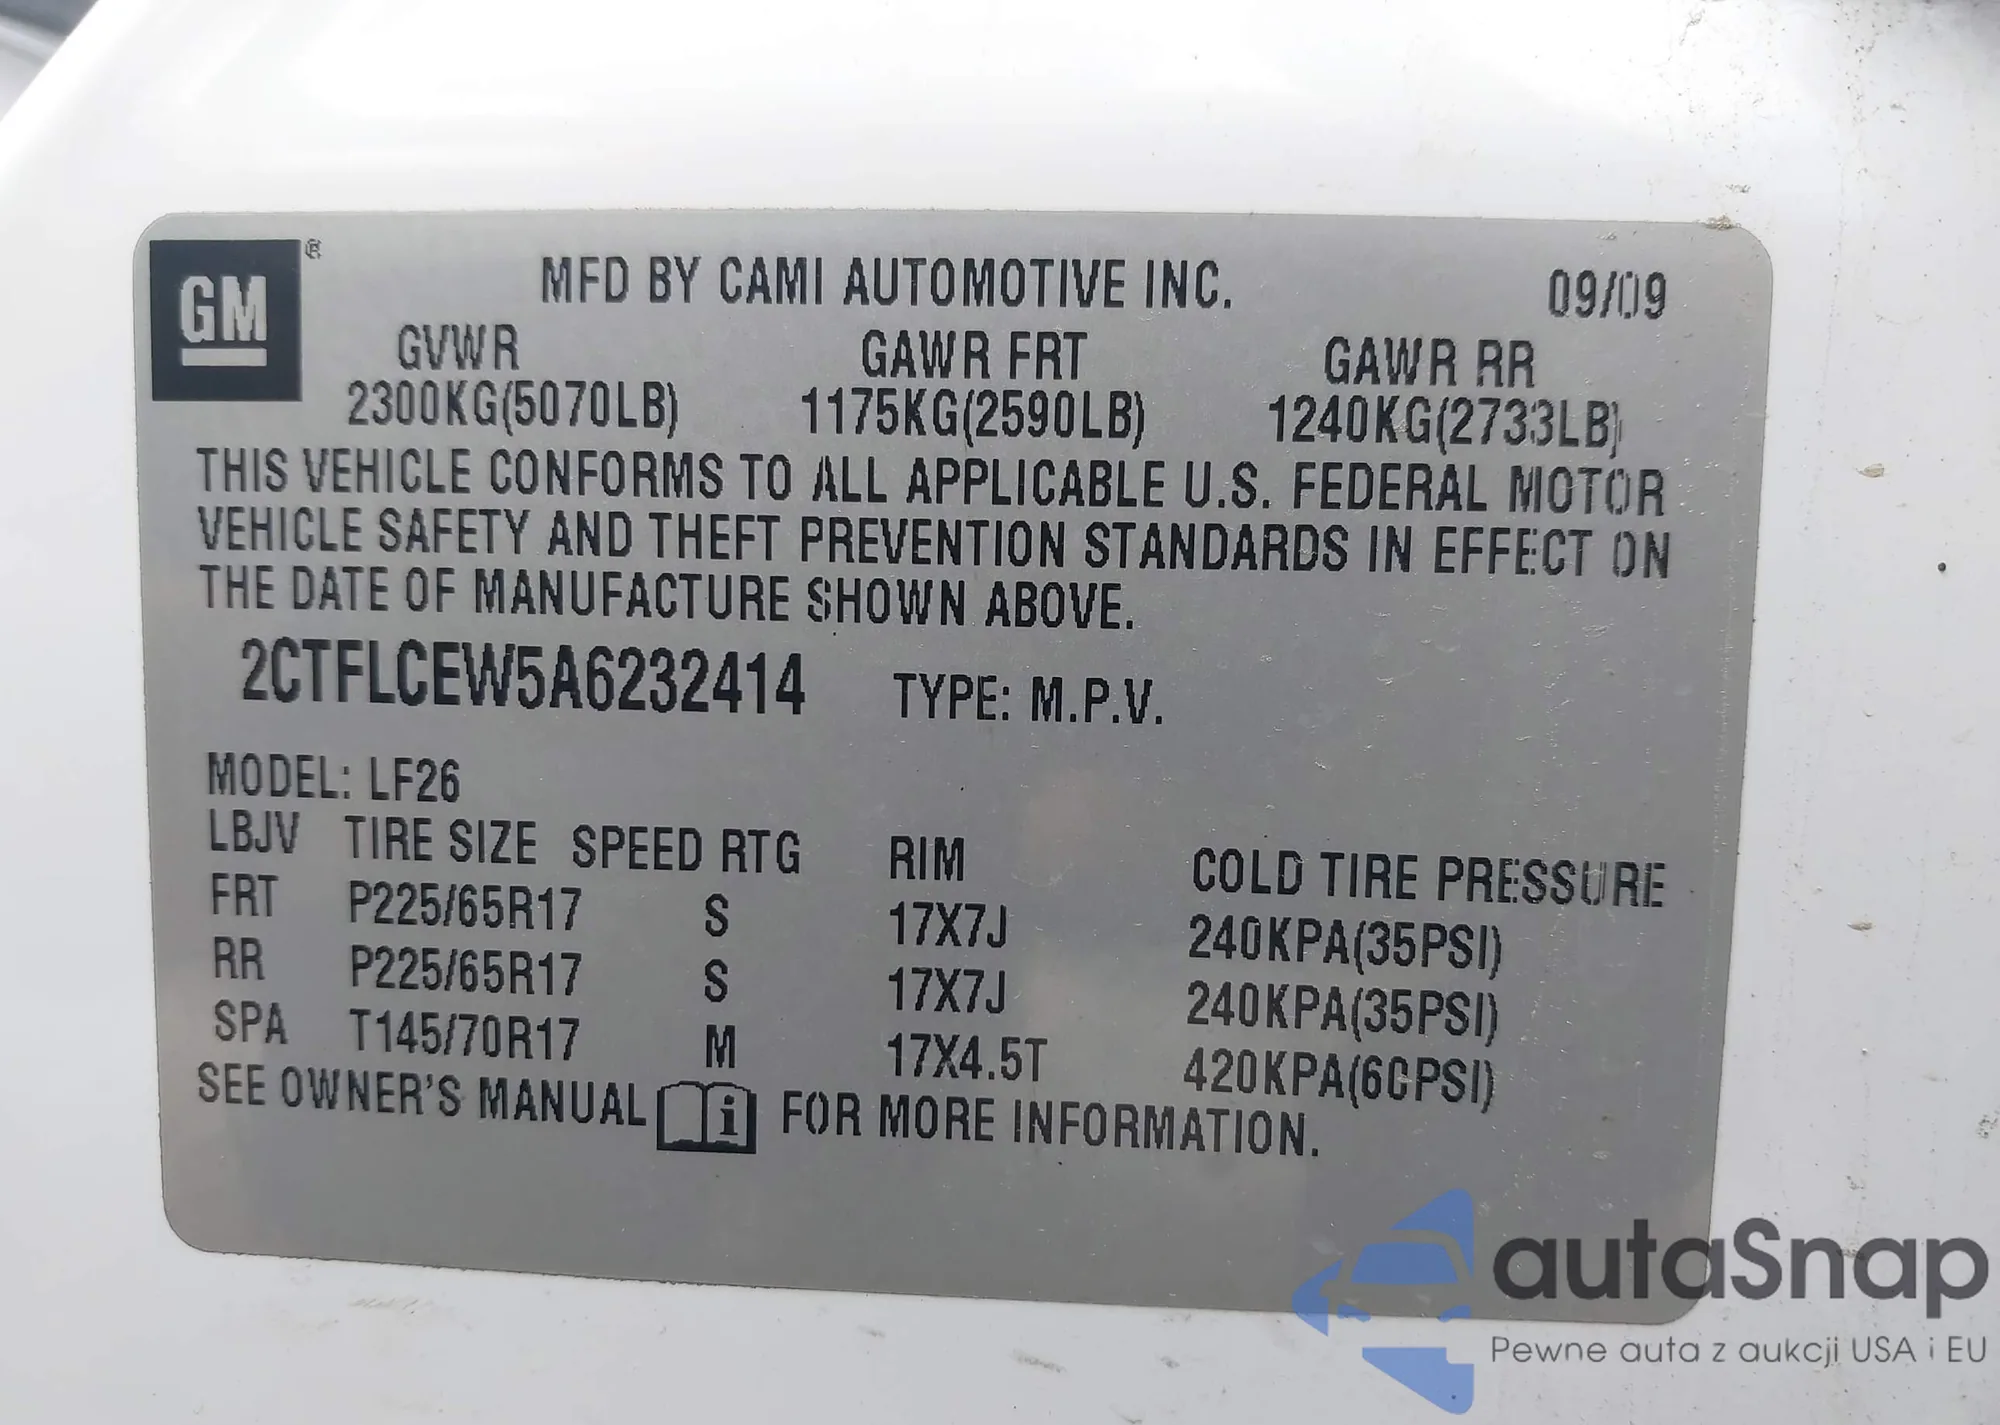 GM ®
MFD BY CAMI AUTOMOTIVE INC. 09/09
GVWR GAWR FRT GAWR RR
2300KG(5070LB) 1175KG(2590LB) 1240KG(2733LB)
THIS VEHICLE CONFORMS TO ALL APPLICABLE U.S. FEDERAL MOTOR
VEHICLE SAFETY AND THEFT PREVENTION STANDARDS IN EFFECT ON
THE DATE OF MANUFACTURE SHOWN ABOVE.
2CTFLCEW5A6232414 TYPE: M.P.V.
MODEL: LF26
LBJV TIRE SIZE SPEED RTG RIM COLD TIRE PRESSURE
FRT P225/65R17 S 17X7J 240KPA(35PSI)
RR P225/65R17 S 17X7J 240KPA(35PSI)
SPA T145/70R17 M 17X4.5T 420KPA(60PSI)
SEE OWNER'S MANUAL i FOR MORE INFORMATION.
autaSnap
Pewne auta z aukcji USA i EU